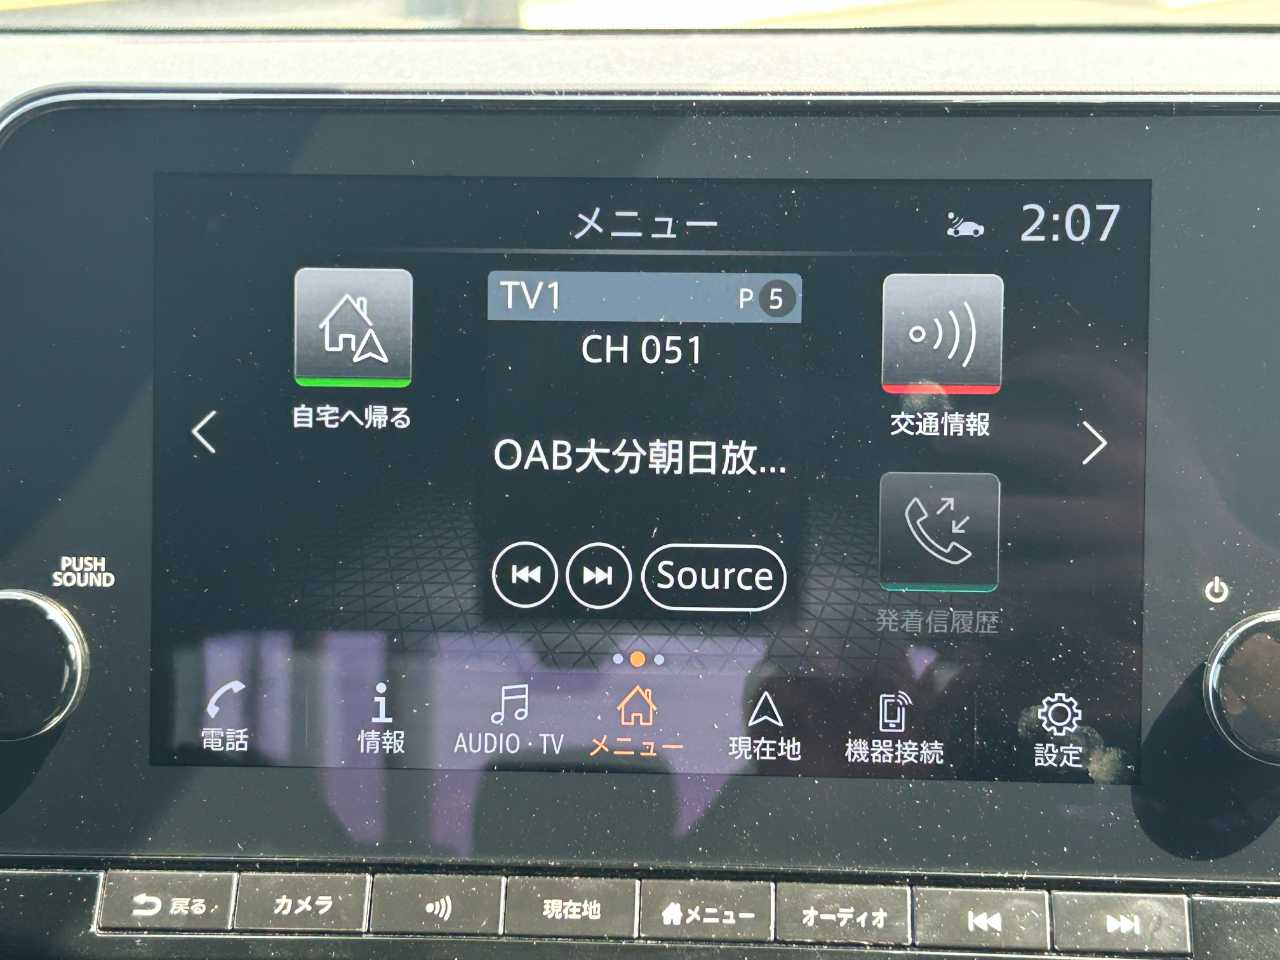 メニュー
2:07
TV1
P 5
CH 051
自宅へ帰る
交通情報
OAB大分朝日放...
Source
発着信履歴
PUSH
SOUND
電話
情報
AUDIO・TV
メニュー
現在地
機器接続
設定
戻る
カメラ
現在地
メニュー
オーディオ